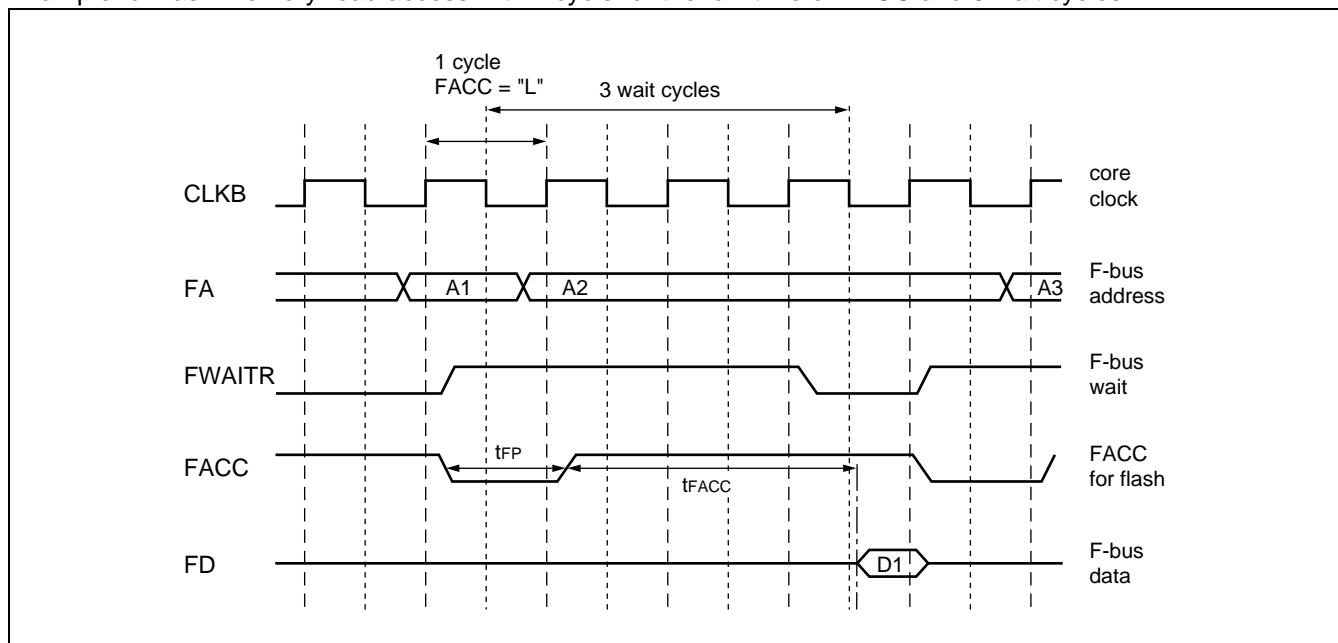 1 cycle
FACC = "L"
3 wait cycles
CLKB
core
clock
FA
A1
A2
A3
F-bus
address
FWAITR
F-bus
wait
FACC
tFP
tFACC
FACC
for flash
FD
D1
F-bus
data